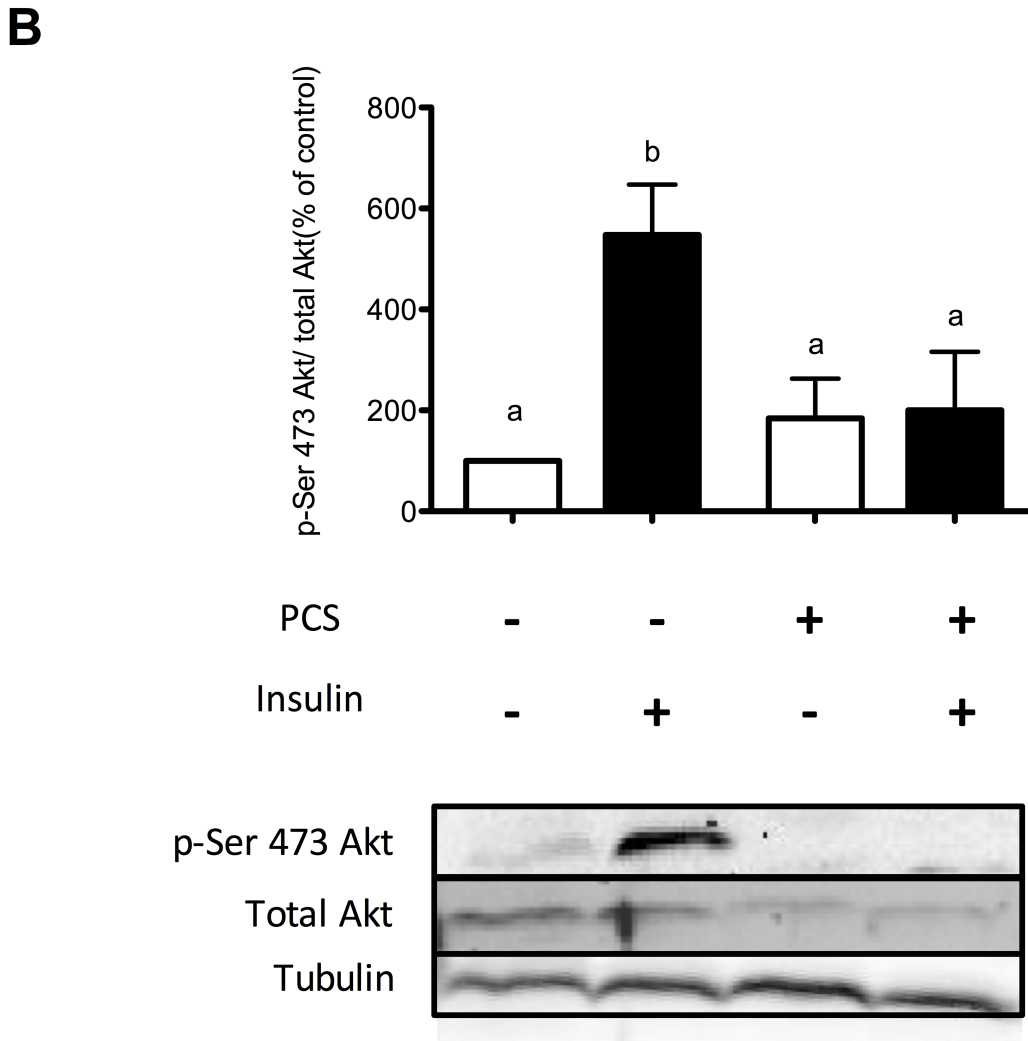 B
p-Ser 473 Akt/ total Akt(% of control)
800
600
400
200
0
a
b
a
a
PCS - - + +
Insulin - + - +
p-Ser 473 Akt
Total Akt
Tubulin